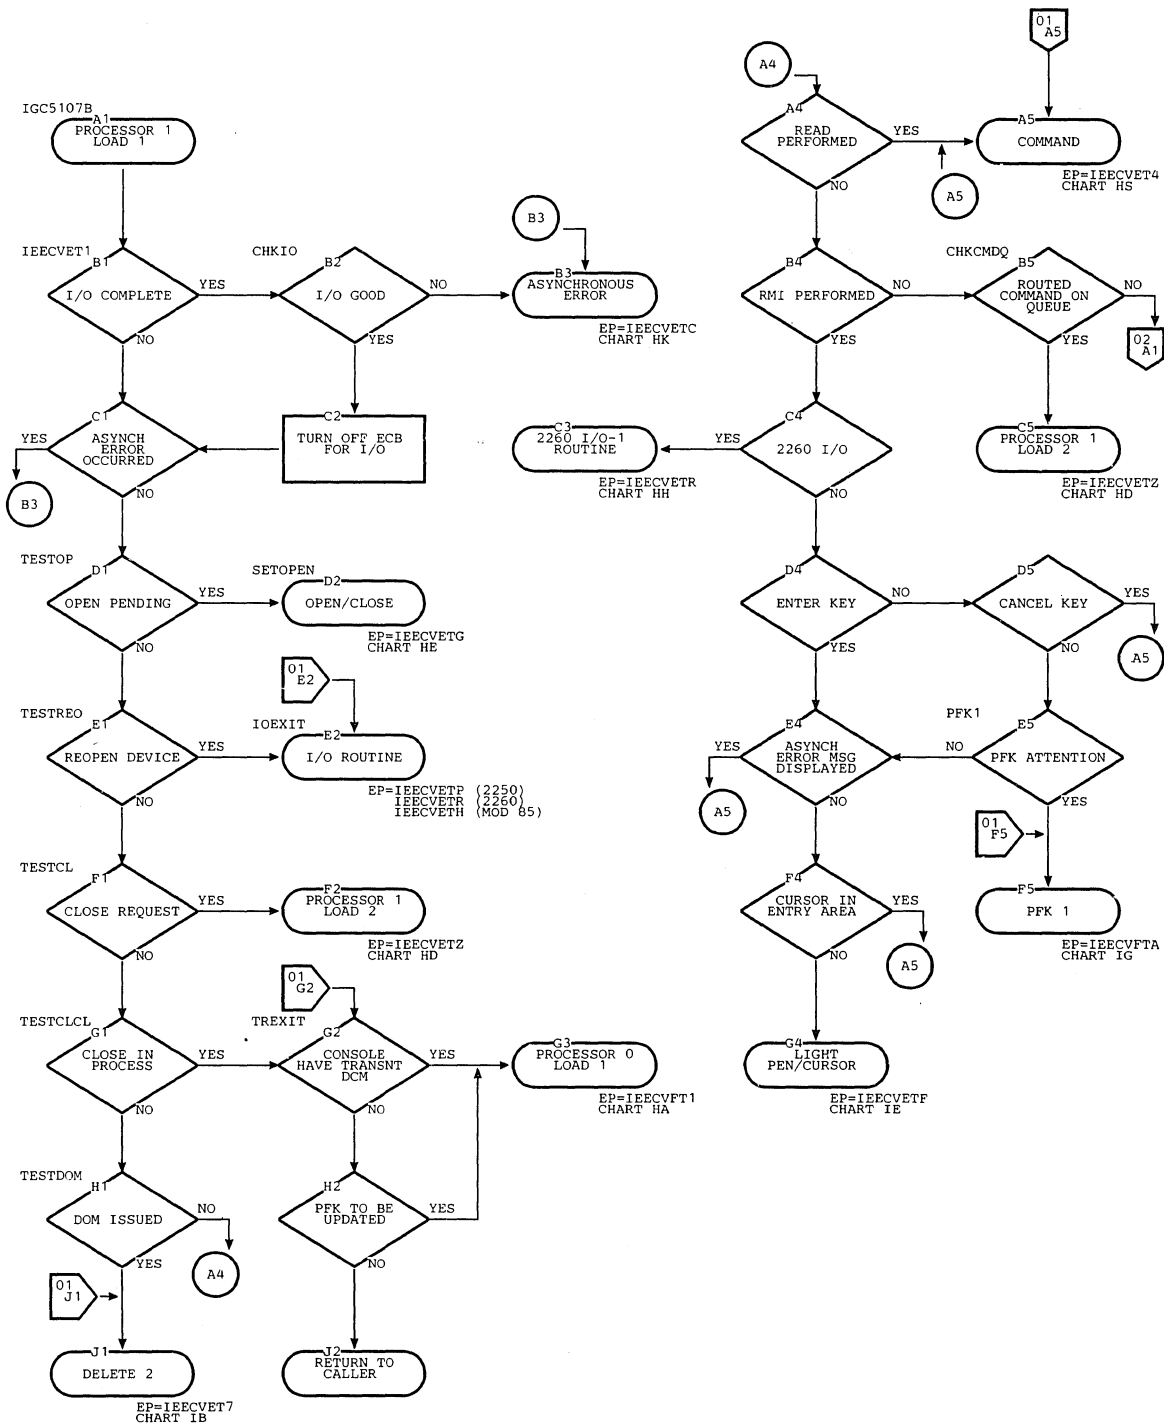 IGC5107B
A1
PROCESSOR 1
LOAD 1
IEECVET1
B1
I/O COMPLETE
YES
NO
CHKIO
B2
I/O GOOD
NO
YES
B3
B3
ASYNCHRONOUS
ERROR
EP=IEECVETC
CHART HK
C1
ASYNCH
ERROR
OCCURRED
YES
NO
B3
C2
TURN OFF ECB
FOR I/O
TESTOP
D1
OPEN PENDING
YES
NO
SETOPEN
D2
OPEN/CLOSE
EP=IEECVETG
CHART HE
01
E2
TESTREO
E1
REOPEN DEVICE
YES
NO
IOEXIT
E2
I/O ROUTINE
EP=IEECVETP (2250)
IEECVETR (2260)
IEECVETH (MOD 85)
TESTCL
F1
CLOSE REQUEST
YES
NO
F2
PROCESSOR 1
LOAD 2
EP=IEECVETZ
CHART HD
01
G2
TESTCLCL
G1
CLOSE IN
PROCESS
YES
NO
TREXIT
G2
CONSOLE
HAVE TRANSNT
DCM
YES
NO
G3
PROCESSOR 0
LOAD 1
EP=IEECVFT1
CHART HA
TESTDOM
H1
DOM ISSUED
NO
YES
A4
H2
PFK TO BE
UPDATED
YES
NO
01
J1
J1
DELETE 2
EP=IEECVET7
CHART IB
J2
RETURN TO
CALLER
A4
A4
READ
PERFORMED
YES
NO
01
A5
A5
COMMAND
EP=IEECVET4
CHART HS
A5
B4
RMI PERFORMED
NO
YES
CHKCMDQ
B5
ROUTED
COMMAND ON
QUEUE
NO
YES
02
A1
C3
2260 I/O-1
ROUTINE
EP=IEECVETR
CHART HH
C4
2260 I/O
YES
NO
C5
PROCESSOR 1
LOAD 2
EP=IEECVETZ
CHART HD
D4
ENTER KEY
NO
YES
D5
CANCEL KEY
YES
NO
A5
E4
ASYNCH
ERROR MSG
DISPLAYED
YES
NO
A5
PFK1
E5
PFK ATTENTION
NO
YES
01
F5
F4
CURSOR IN
ENTRY AREA
YES
NO
A5
F5
PFK 1
EP=IEECVFTA
CHART IG
G4
LIGHT
PEN/CURSOR
EP=IEECVETF
CHART IE